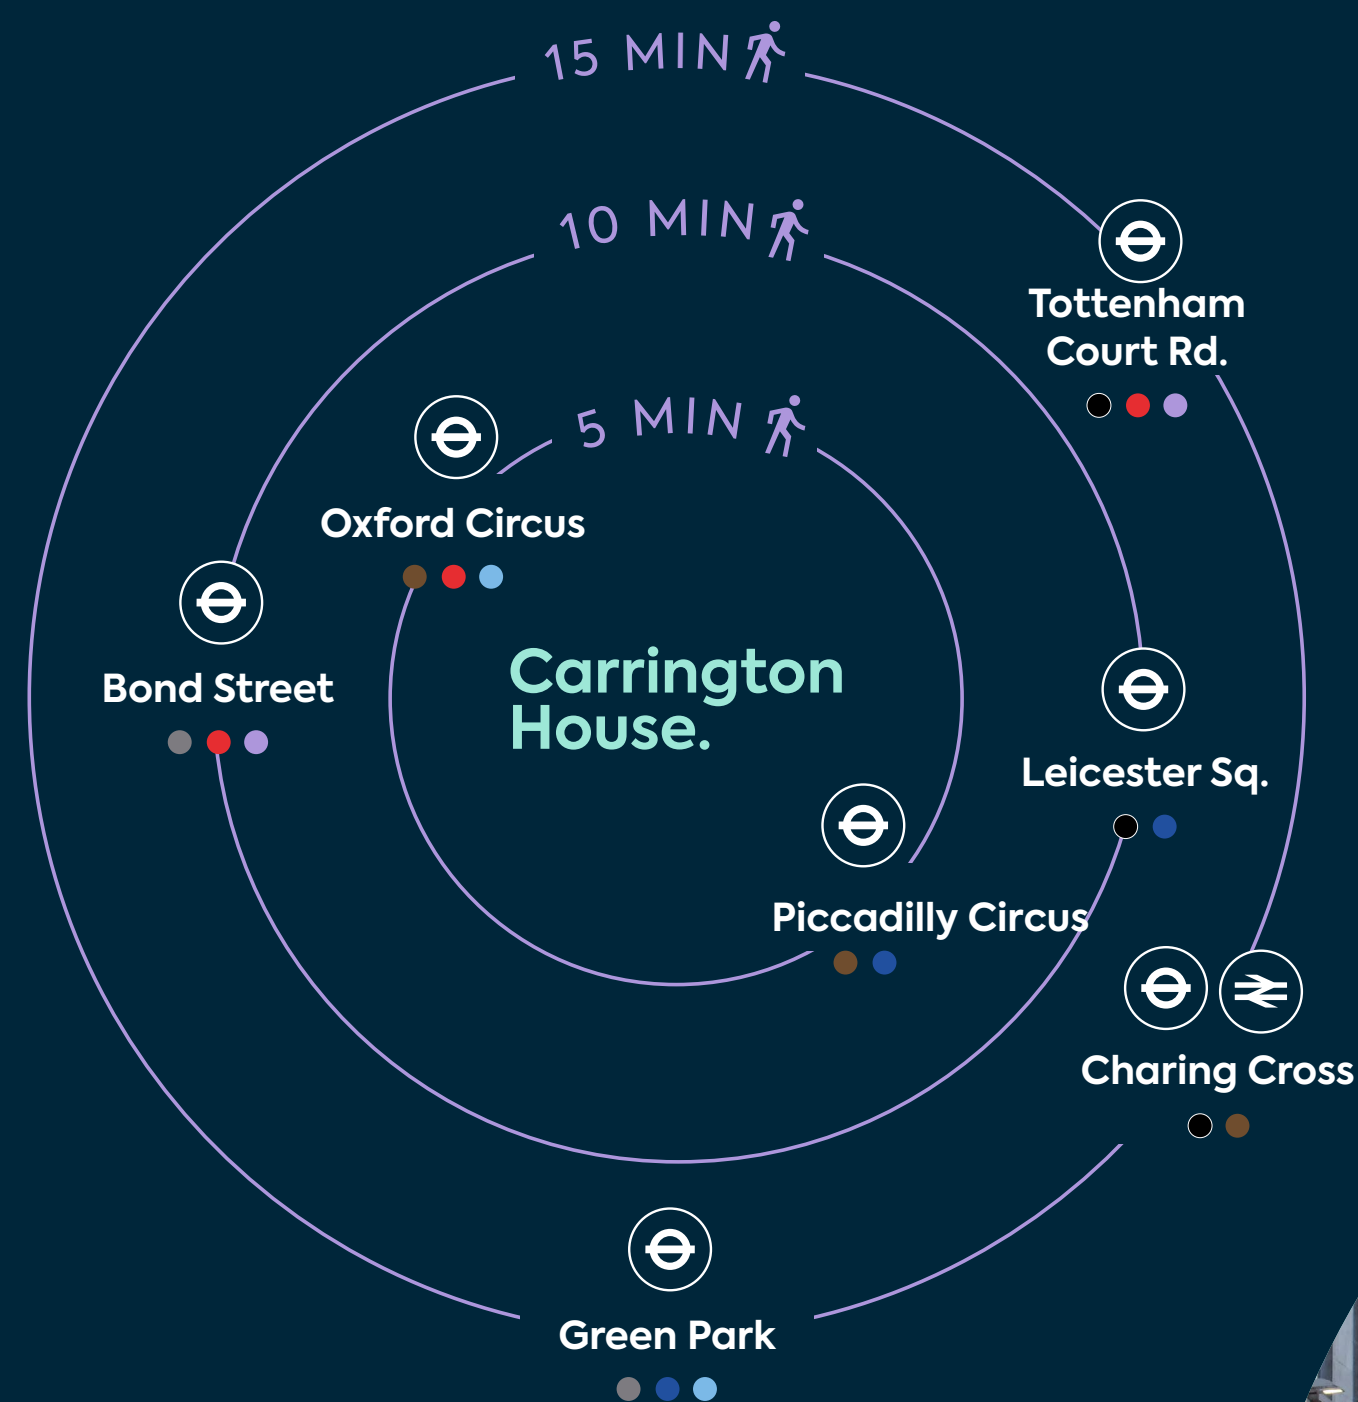 15 MIN
10 MIN
Tottenham
Court Rd.
5 MIN
Oxford Circus
Carrington
House.
Bond Street
Leicester Sq.
Piccadilly Circus
Charing Cross
Green Park